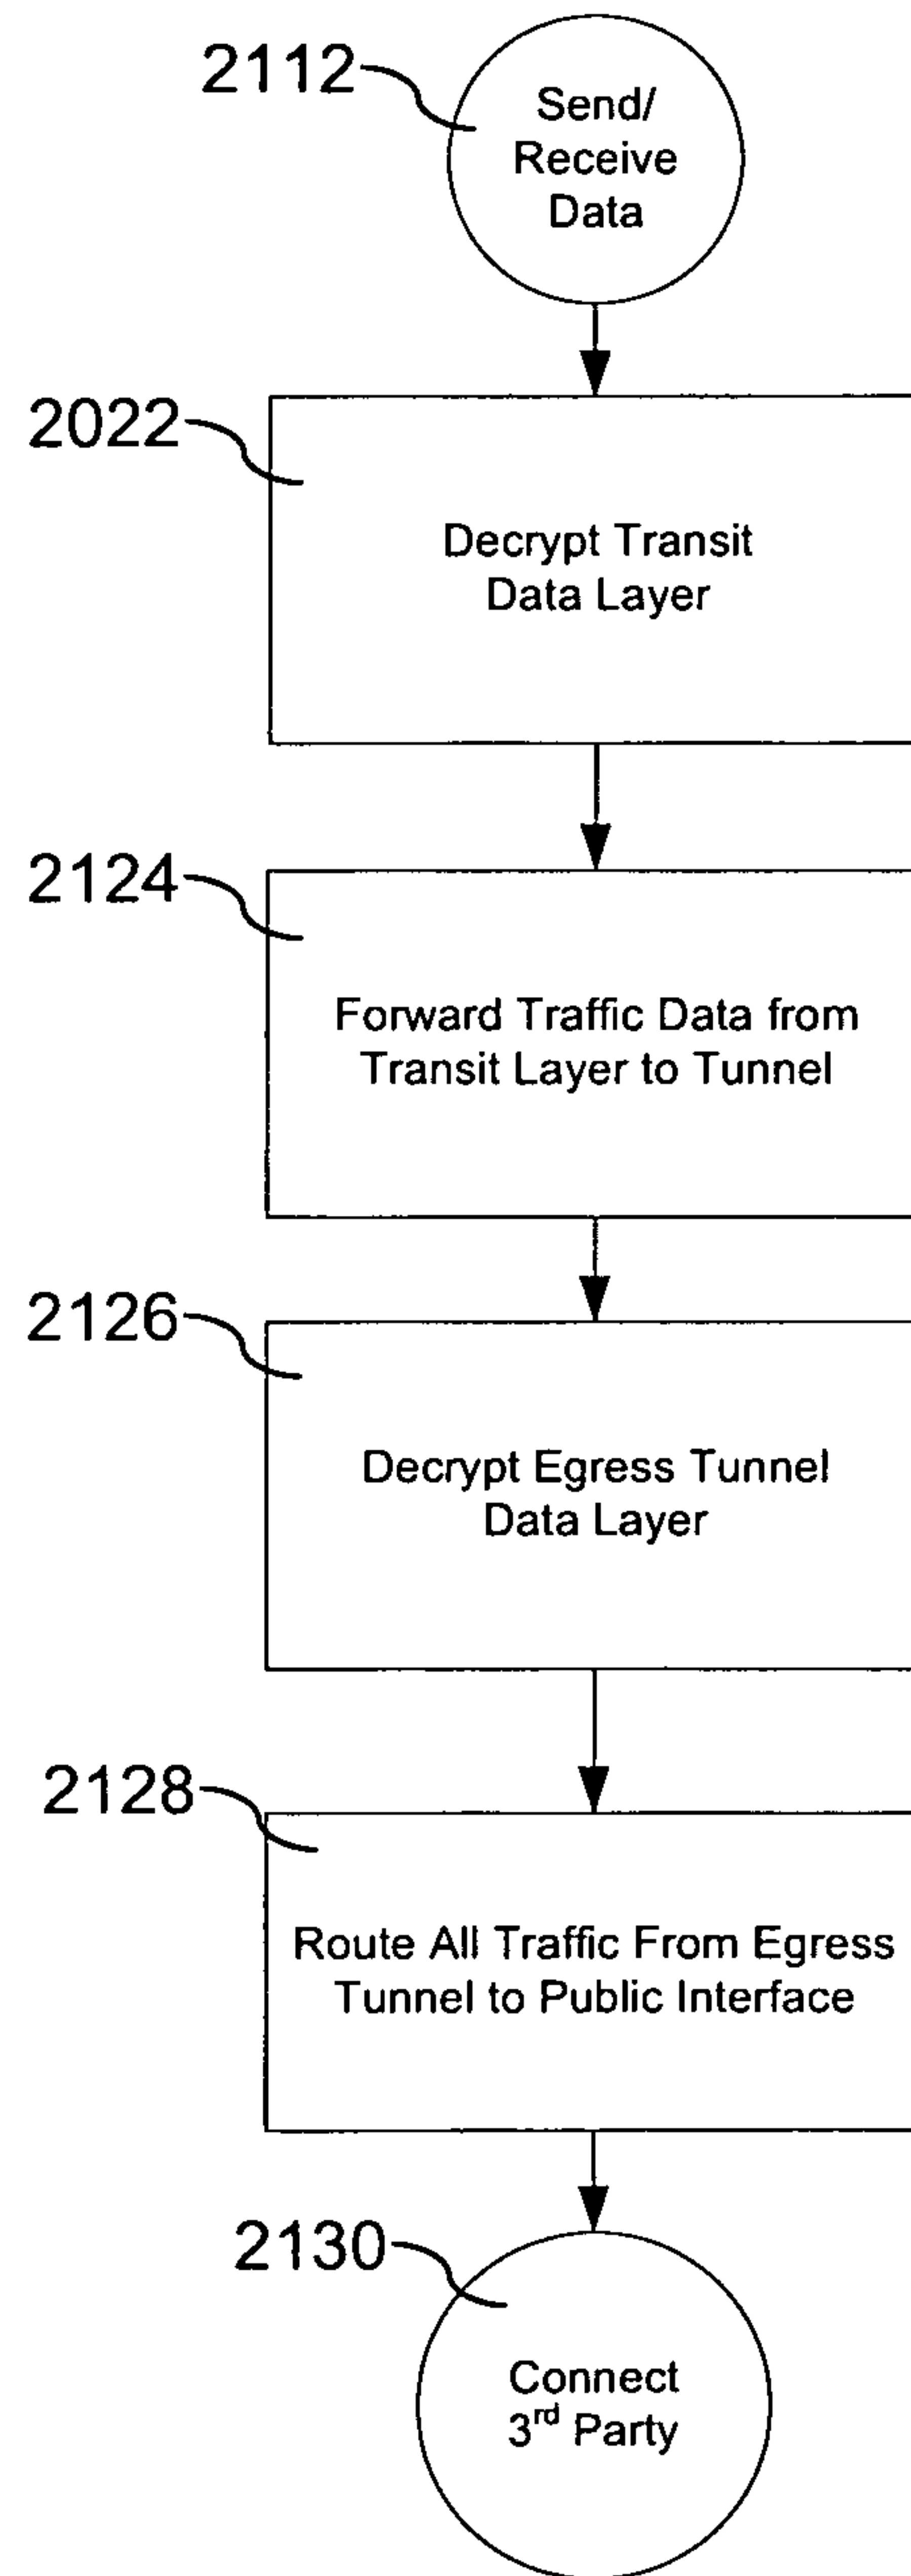 2112
Send/
Receive
Data
2022
Decrypt Transit
Data Layer
2124
Forward Traffic Data from
Transit Layer to Tunnel
2126
Decrypt Egress Tunnel
Data Layer
2128
Route All Traffic From Egress
Tunnel to Public Interface
2130
Connect
3rd Party